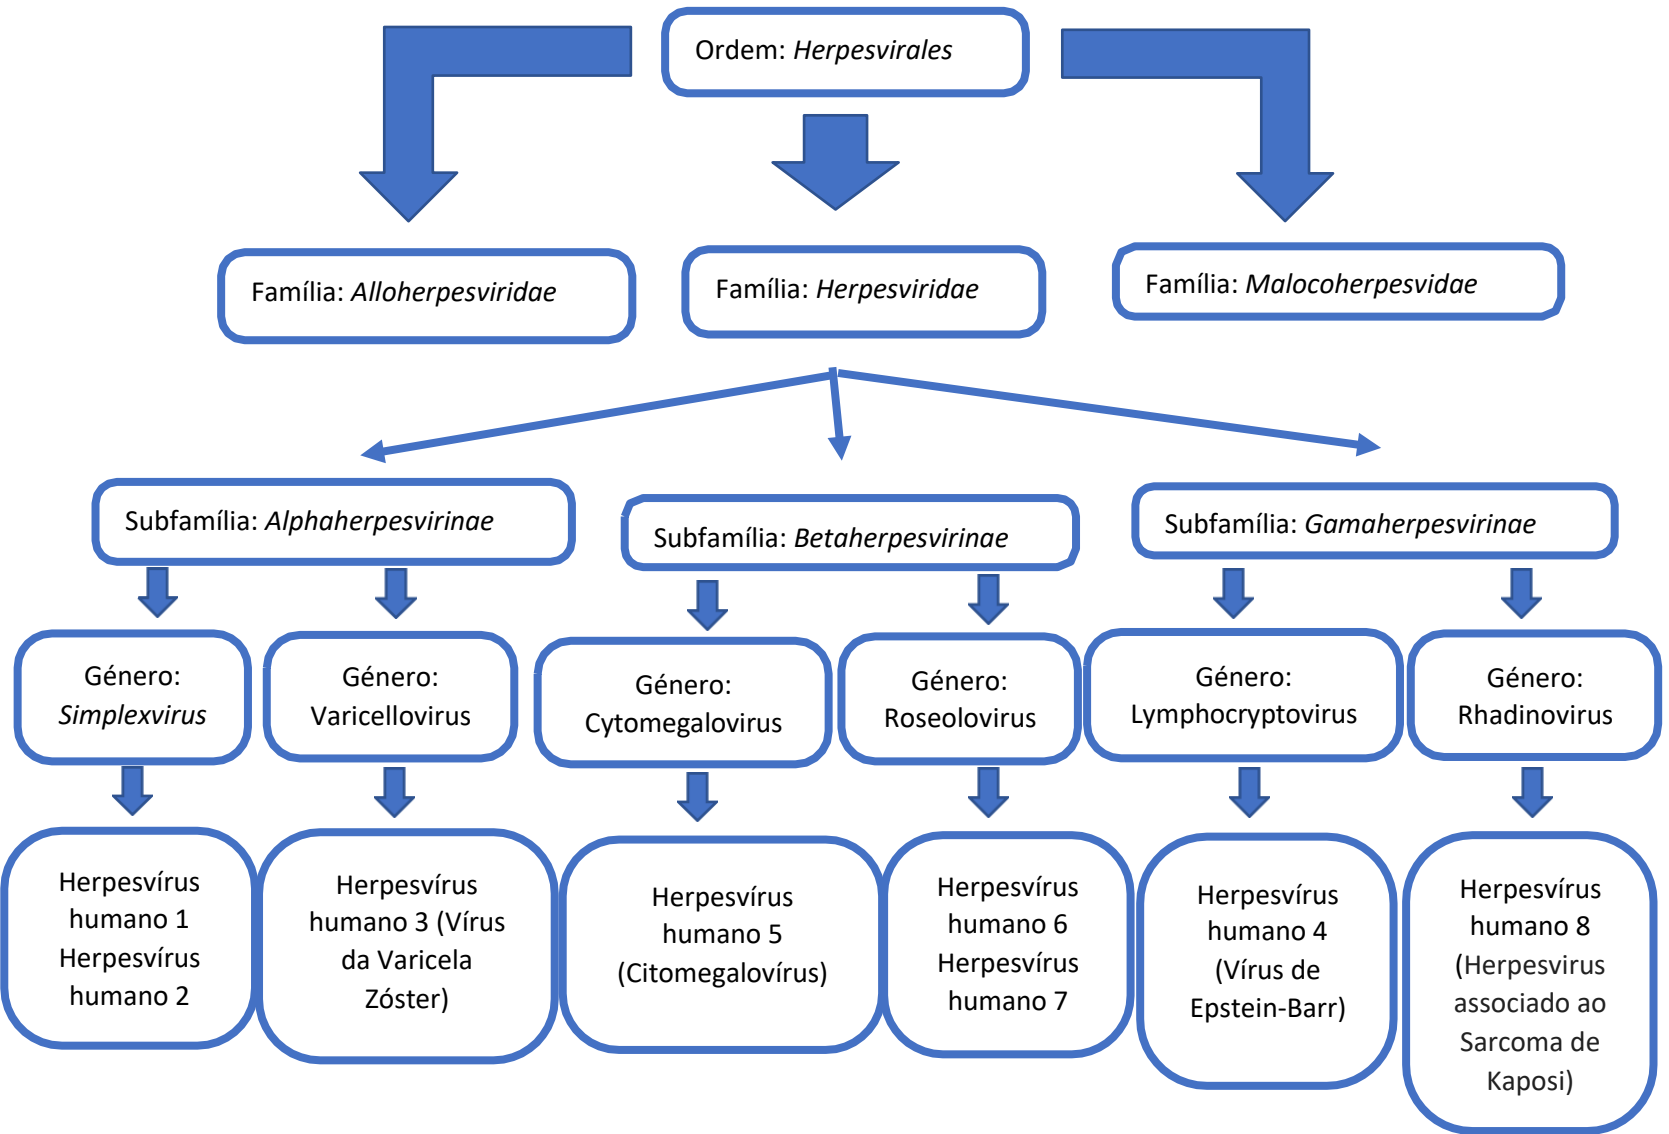 Ordem: Herpesvirales
Família: Alloherpesviridae
Família: Herpesviridae
Família: Malocoherpesvidae
Subfamília: Alphaherpesvirinae
Subfamília: Betaherpesvirinae
Subfamília: Gamaherpesvirinae
Género:
Simplexvirus
Género:
Varicellovirus
Género:
Cytomegalovirus
Género:
Roseolovirus
Género:
Lymphocryptovirus
Género:
Rhadinovirus
Herpesvírus
humano 1
Herpesvírus
humano 2
Herpesvírus
humano 3 (Vírus
da Varicela
Zóster)
Herpesvírus
humano 5
(Citomegalovírus)
Herpesvírus
humano 6
Herpesvírus
humano 7
Herpesvírus
humano 4
(Vírus de
Epstein-Barr)
Herpesvírus
humano 8
(Herpesvirus
associado ao
Sarcoma de
Kaposi)